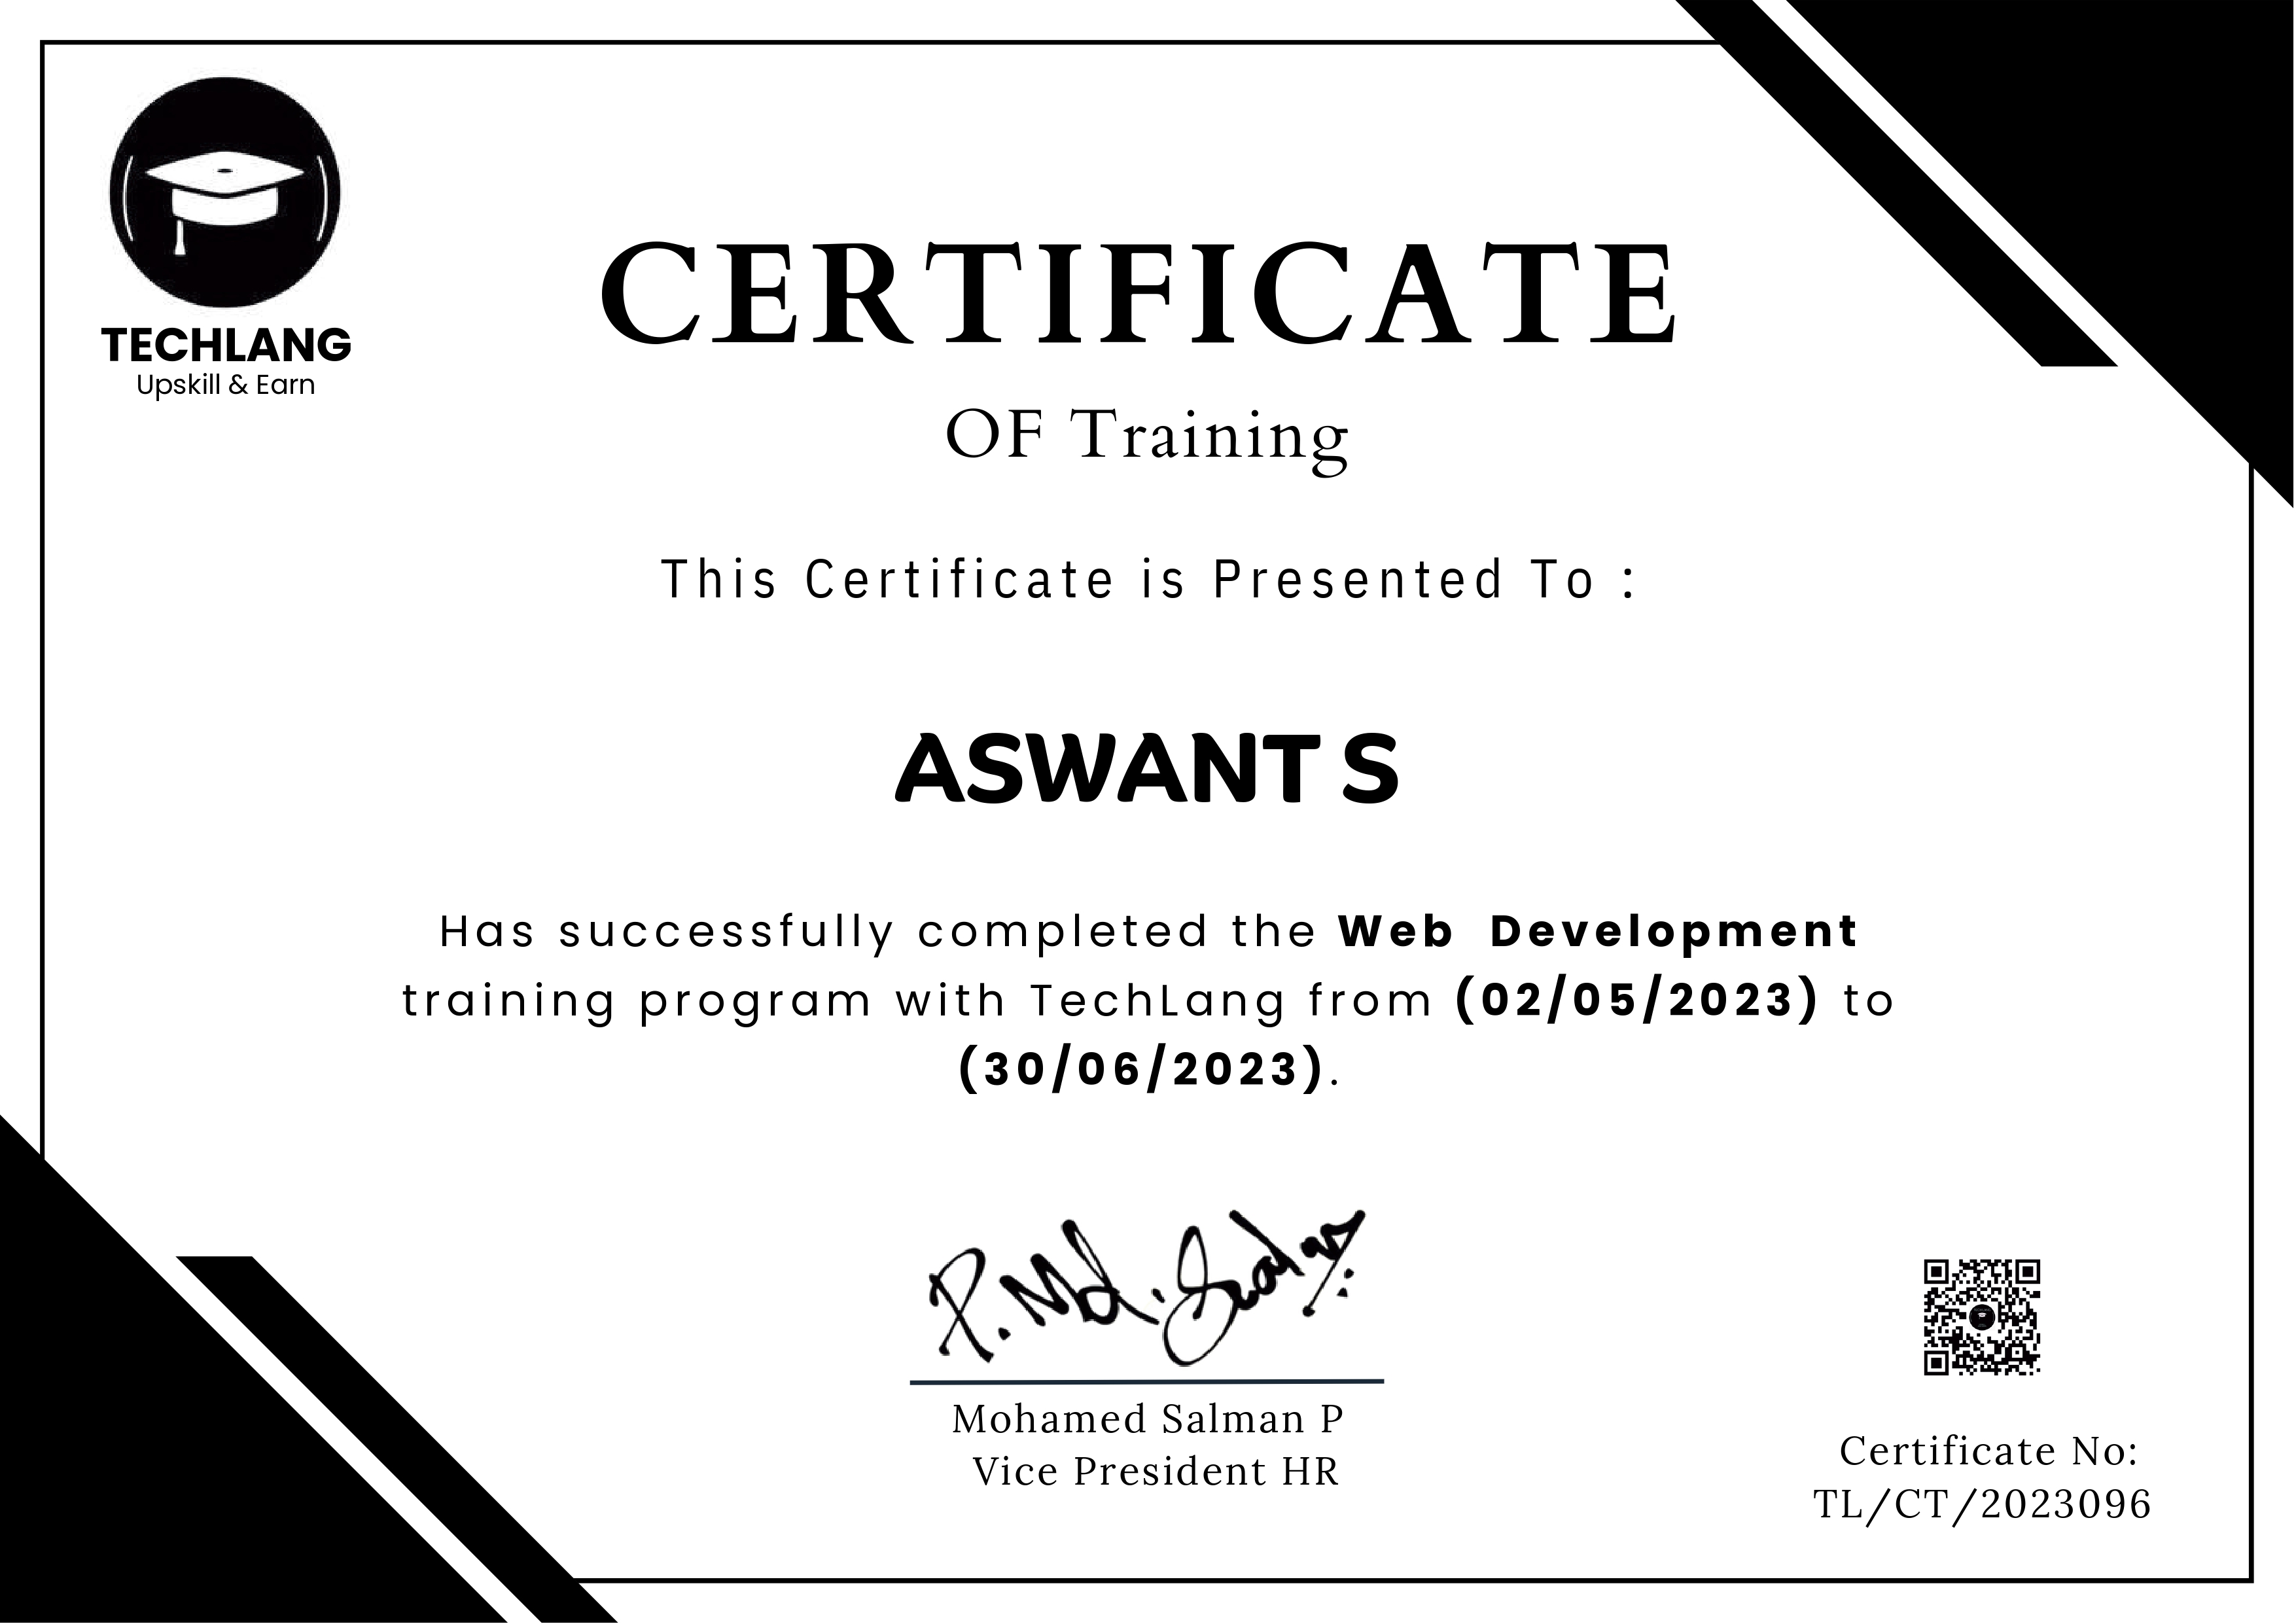 TECHLANG
Upskill & Earn
CERTIFICATE
OF Training
This Certificate is Presented To :
ASWANT S
Has successfully completed the Web Development
training program with TechLang from (02/05/2023) to
(30/06/2023).
P. Md. Salman
Mohamed Salman P
Vice President HR
Certificate No:
TL/CT/2023096